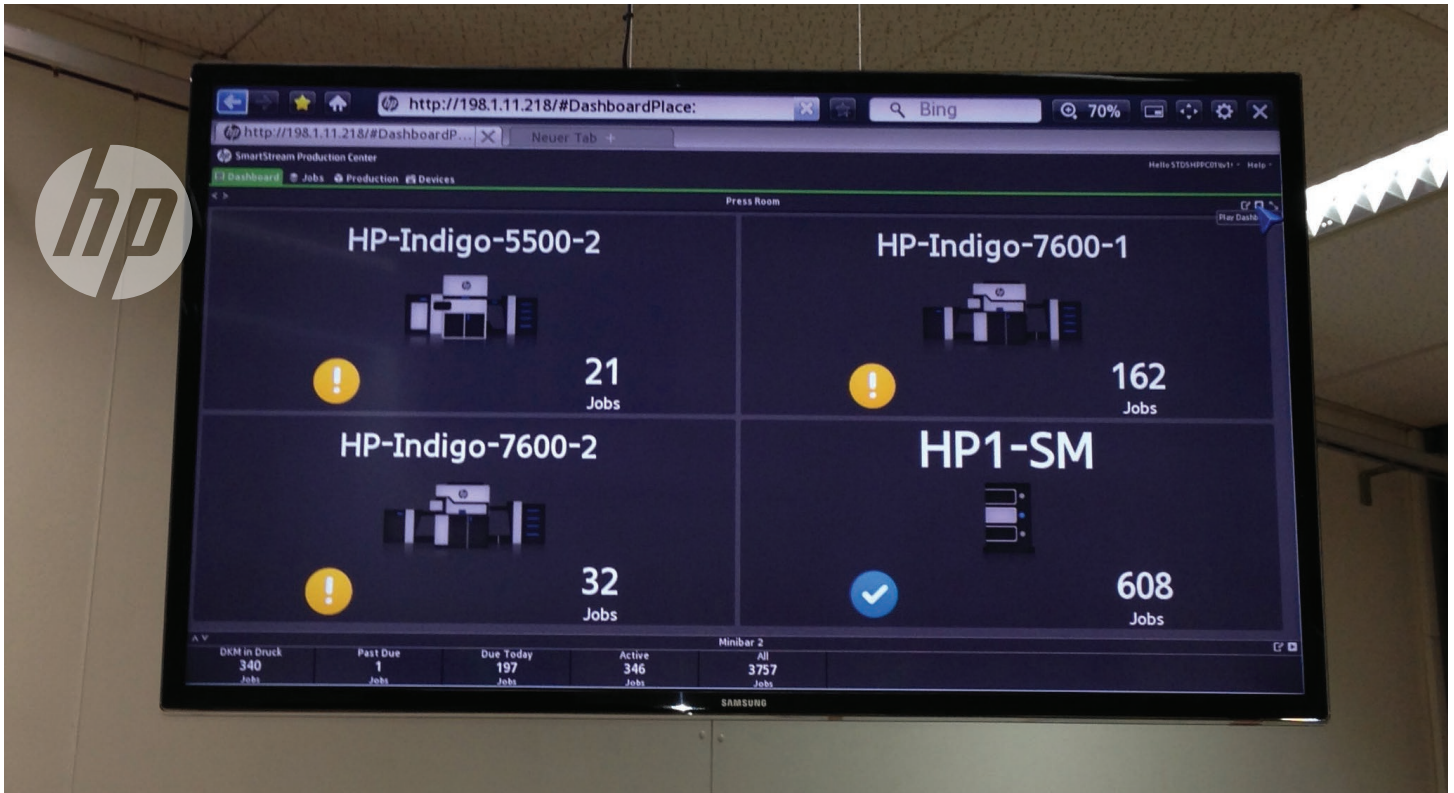 hp
http://198.1.11.218/#DashboardPlace:
Bing
70%
http://198.1.11.218/#DashboardP...
Neuer Tab +
SmartStream Production Center
Help
Dashboard
Jobs
Production
Devices
Press Room
Play Dashb
HP-Indigo-5500-2
21
Jobs
HP-Indigo-7600-1
162
Jobs
HP-Indigo-7600-2
32
Jobs
HP1-SM
608
Jobs
Minibar 2
DKM in Druck
340
Jobs
Past Due
1
Jobs
Due Today
197
Jobs
Active
346
Jobs
All
3757
Jobs
SAMSUNG